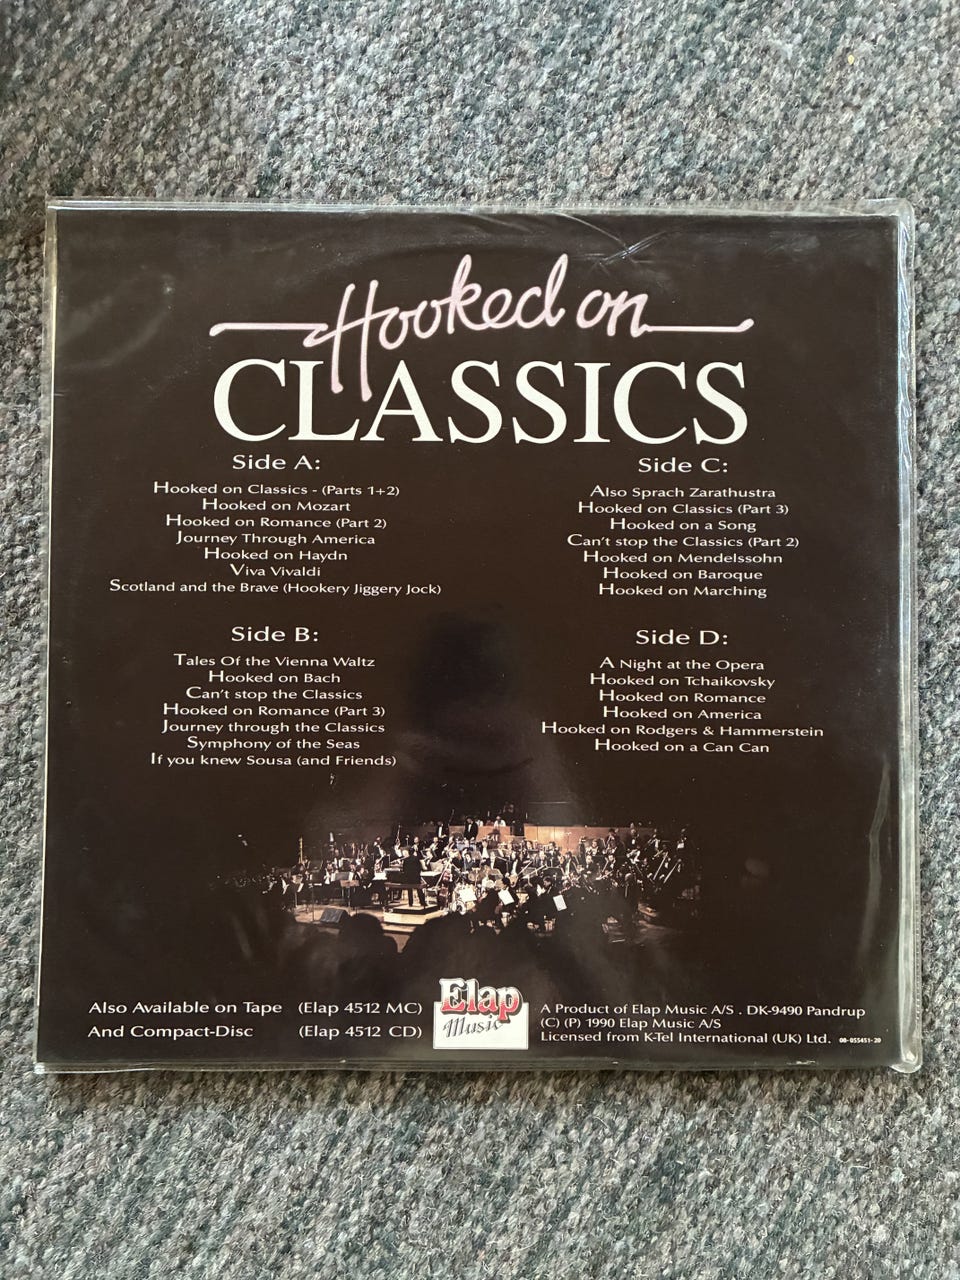 Hooked on
CLASSICS
Side A:
Hooked on Classics - (Parts 1+2)
Hooked on Mozart
Hooked on Romance (Part 2)
Journey Through America
Hooked on Haydn
Viva Vivaldi
Scotland and the Brave (Hookery Jiggery Jock)
Side B:
Tales Of the Vienna Waltz
Hooked on Bach
Can't stop the Classics
Hooked on Romance (Part 3)
Journey through the Classics
Symphony of the Seas
If you knew Sousa (and Friends)
Side C:
Also Sprach Zarathustra
Hooked on Classics (Part 3)
Hooked on a Song
Can't stop the Classics (Part 2)
Hooked on Mendelssohn
Hooked on Baroque
Hooked on Marching
Side D:
A Night at the Opera
Hooked on Tchaikovsky
Hooked on Romance
Hooked on America
Hooked on Rodgers & Hammerstein
Hooked on a Can Can
Also Available on Tape (Elap 4512 MC)
And Compact-Disc (Elap 4512 CD)
Elap
Music
A Product of Elap Music A/S . DK-9490 Pandrup
(C) (P) 1990 Elap Music A/S
Licensed from K-Tel International (UK) Ltd. 08-055451-20